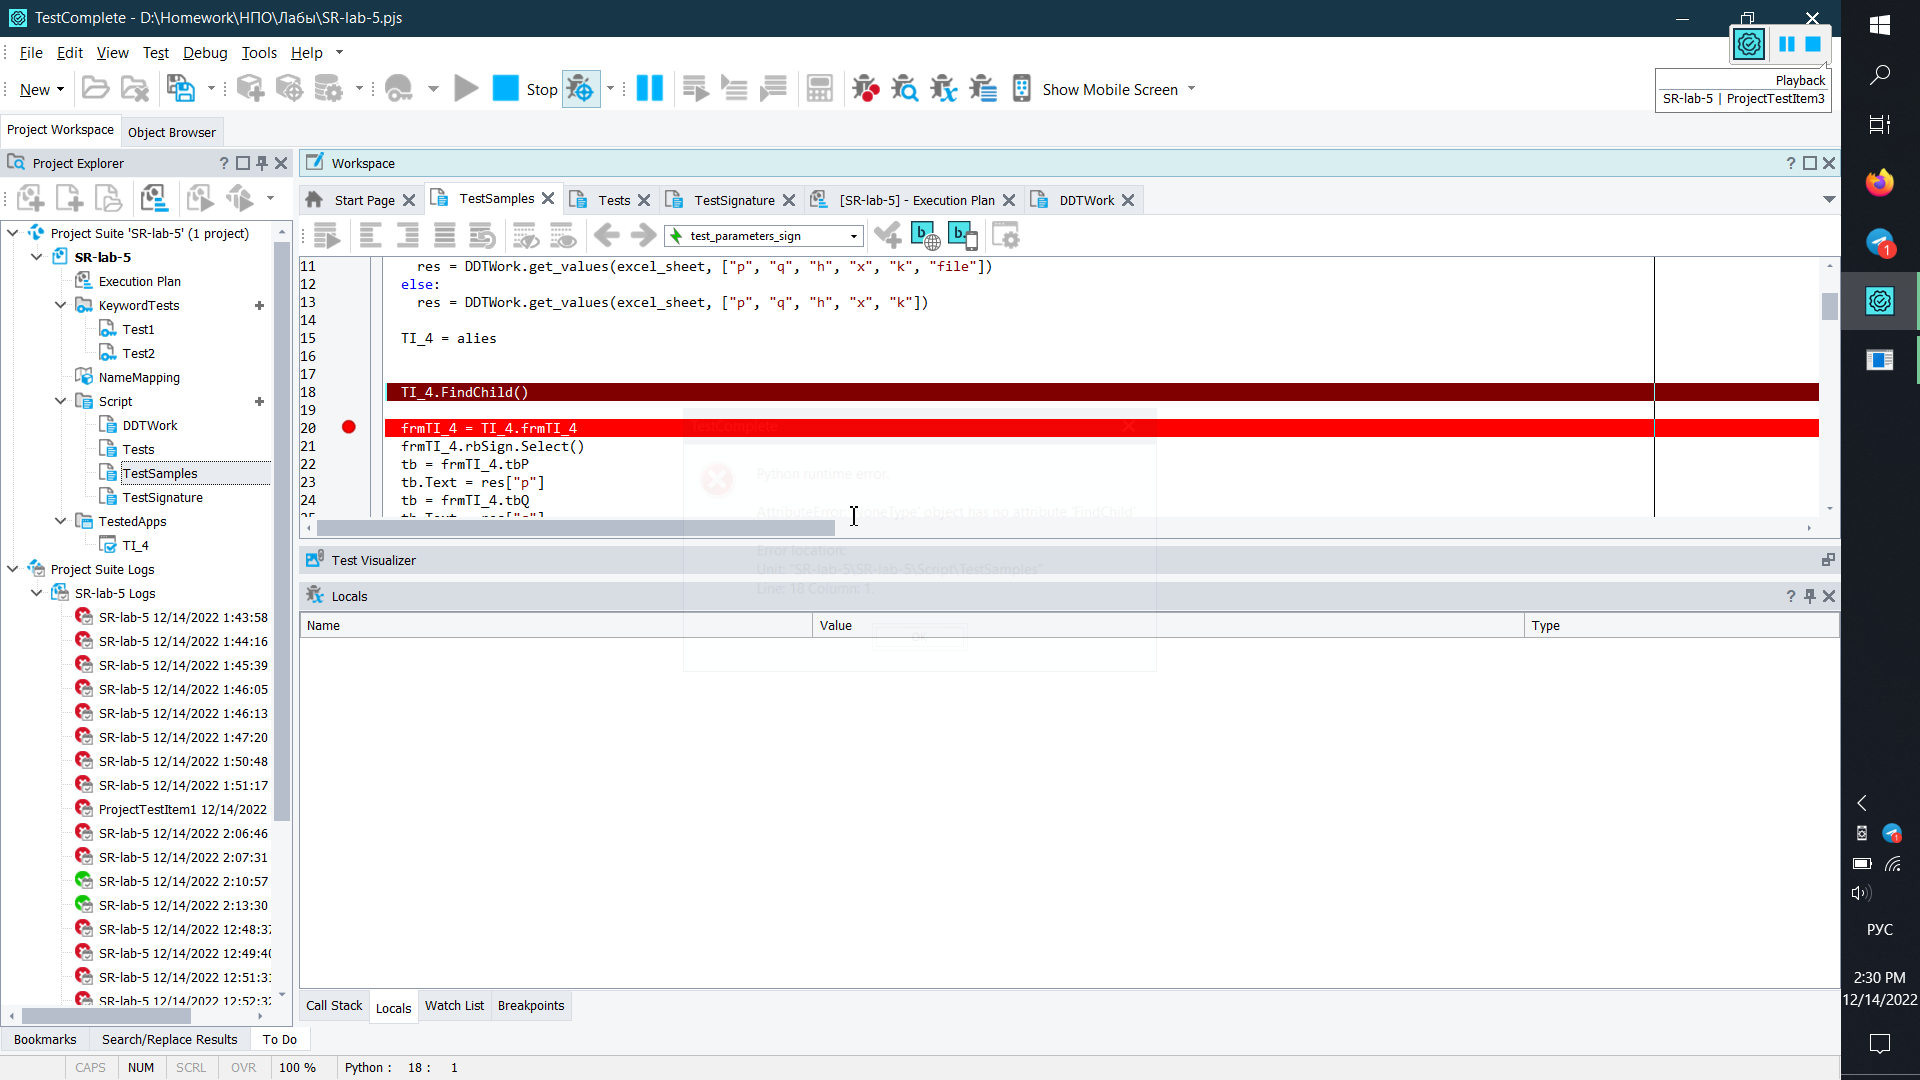 TestComplete - D:\Homework\НПО\Лабы\SR-lab-5.pjs
File Edit View Test Debug Tools Help
New Stop Show Mobile Screen
Playback
SR-lab-5 | ProjectTestItem3
Project Workspace Object Browser
Project Explorer
Workspace
Start Page TestSamples Tests TestSignature [SR-lab-5] - Execution Plan DDTWork
test_parameters_sign
Project Suite 'SR-lab-5' (1 project)
SR-lab-5
Execution Plan
KeywordTests
Test1
Test2
NameMapping
Script
DDTWork
Tests
TestSamples
TestSignature
TestedApps
TI_4
Project Suite Logs
SR-lab-5 Logs
SR-lab-5 12/14/2022 1:43:58
SR-lab-5 12/14/2022 1:44:16
SR-lab-5 12/14/2022 1:45:39
SR-lab-5 12/14/2022 1:46:05
SR-lab-5 12/14/2022 1:46:13
SR-lab-5 12/14/2022 1:47:20
SR-lab-5 12/14/2022 1:50:48
SR-lab-5 12/14/2022 1:51:17
ProjectTestItem1 12/14/2022
SR-lab-5 12/14/2022 2:06:46
SR-lab-5 12/14/2022 2:07:31
SR-lab-5 12/14/2022 2:10:57
SR-lab-5 12/14/2022 2:13:30
SR-lab-5 12/14/2022 12:48:37
SR-lab-5 12/14/2022 12:49:40
SR-lab-5 12/14/2022 12:51:31
SR-lab-5 12/14/2022 12:52:32
11 res = DDTWork.get_values(excel_sheet, ["p", "q", "h", "x", "k", "file"])
12 else:
13 res = DDTWork.get_values(excel_sheet, ["p", "q", "h", "x", "k"])
14
15 TI_4 = alies
16
17
18 TI_4.FindChild()
19
20 frmTI_4 = TI_4.frmTI_4
21 frmTI_4.rbSign.Select()
22 tb = frmTI_4.tbP
23 tb.Text = res["p"]
24 tb = frmTI_4.tbQ
TestComplete
Python runtime error.
object has no attribute 'FindChild'
Error location:
Unit: "SR-lab-5\SR-lab-5\Script\TestSamples"
Line: 18 Column: 1.
OK
Test Visualizer
Locals
Name Value Type
Call Stack Locals Watch List Breakpoints
Bookmarks Search/Replace Results To Do
CAPS NUM SCRL OVR 100 % Python : 18 : 1
1
1
РУС
2:30 PM
12/14/2022